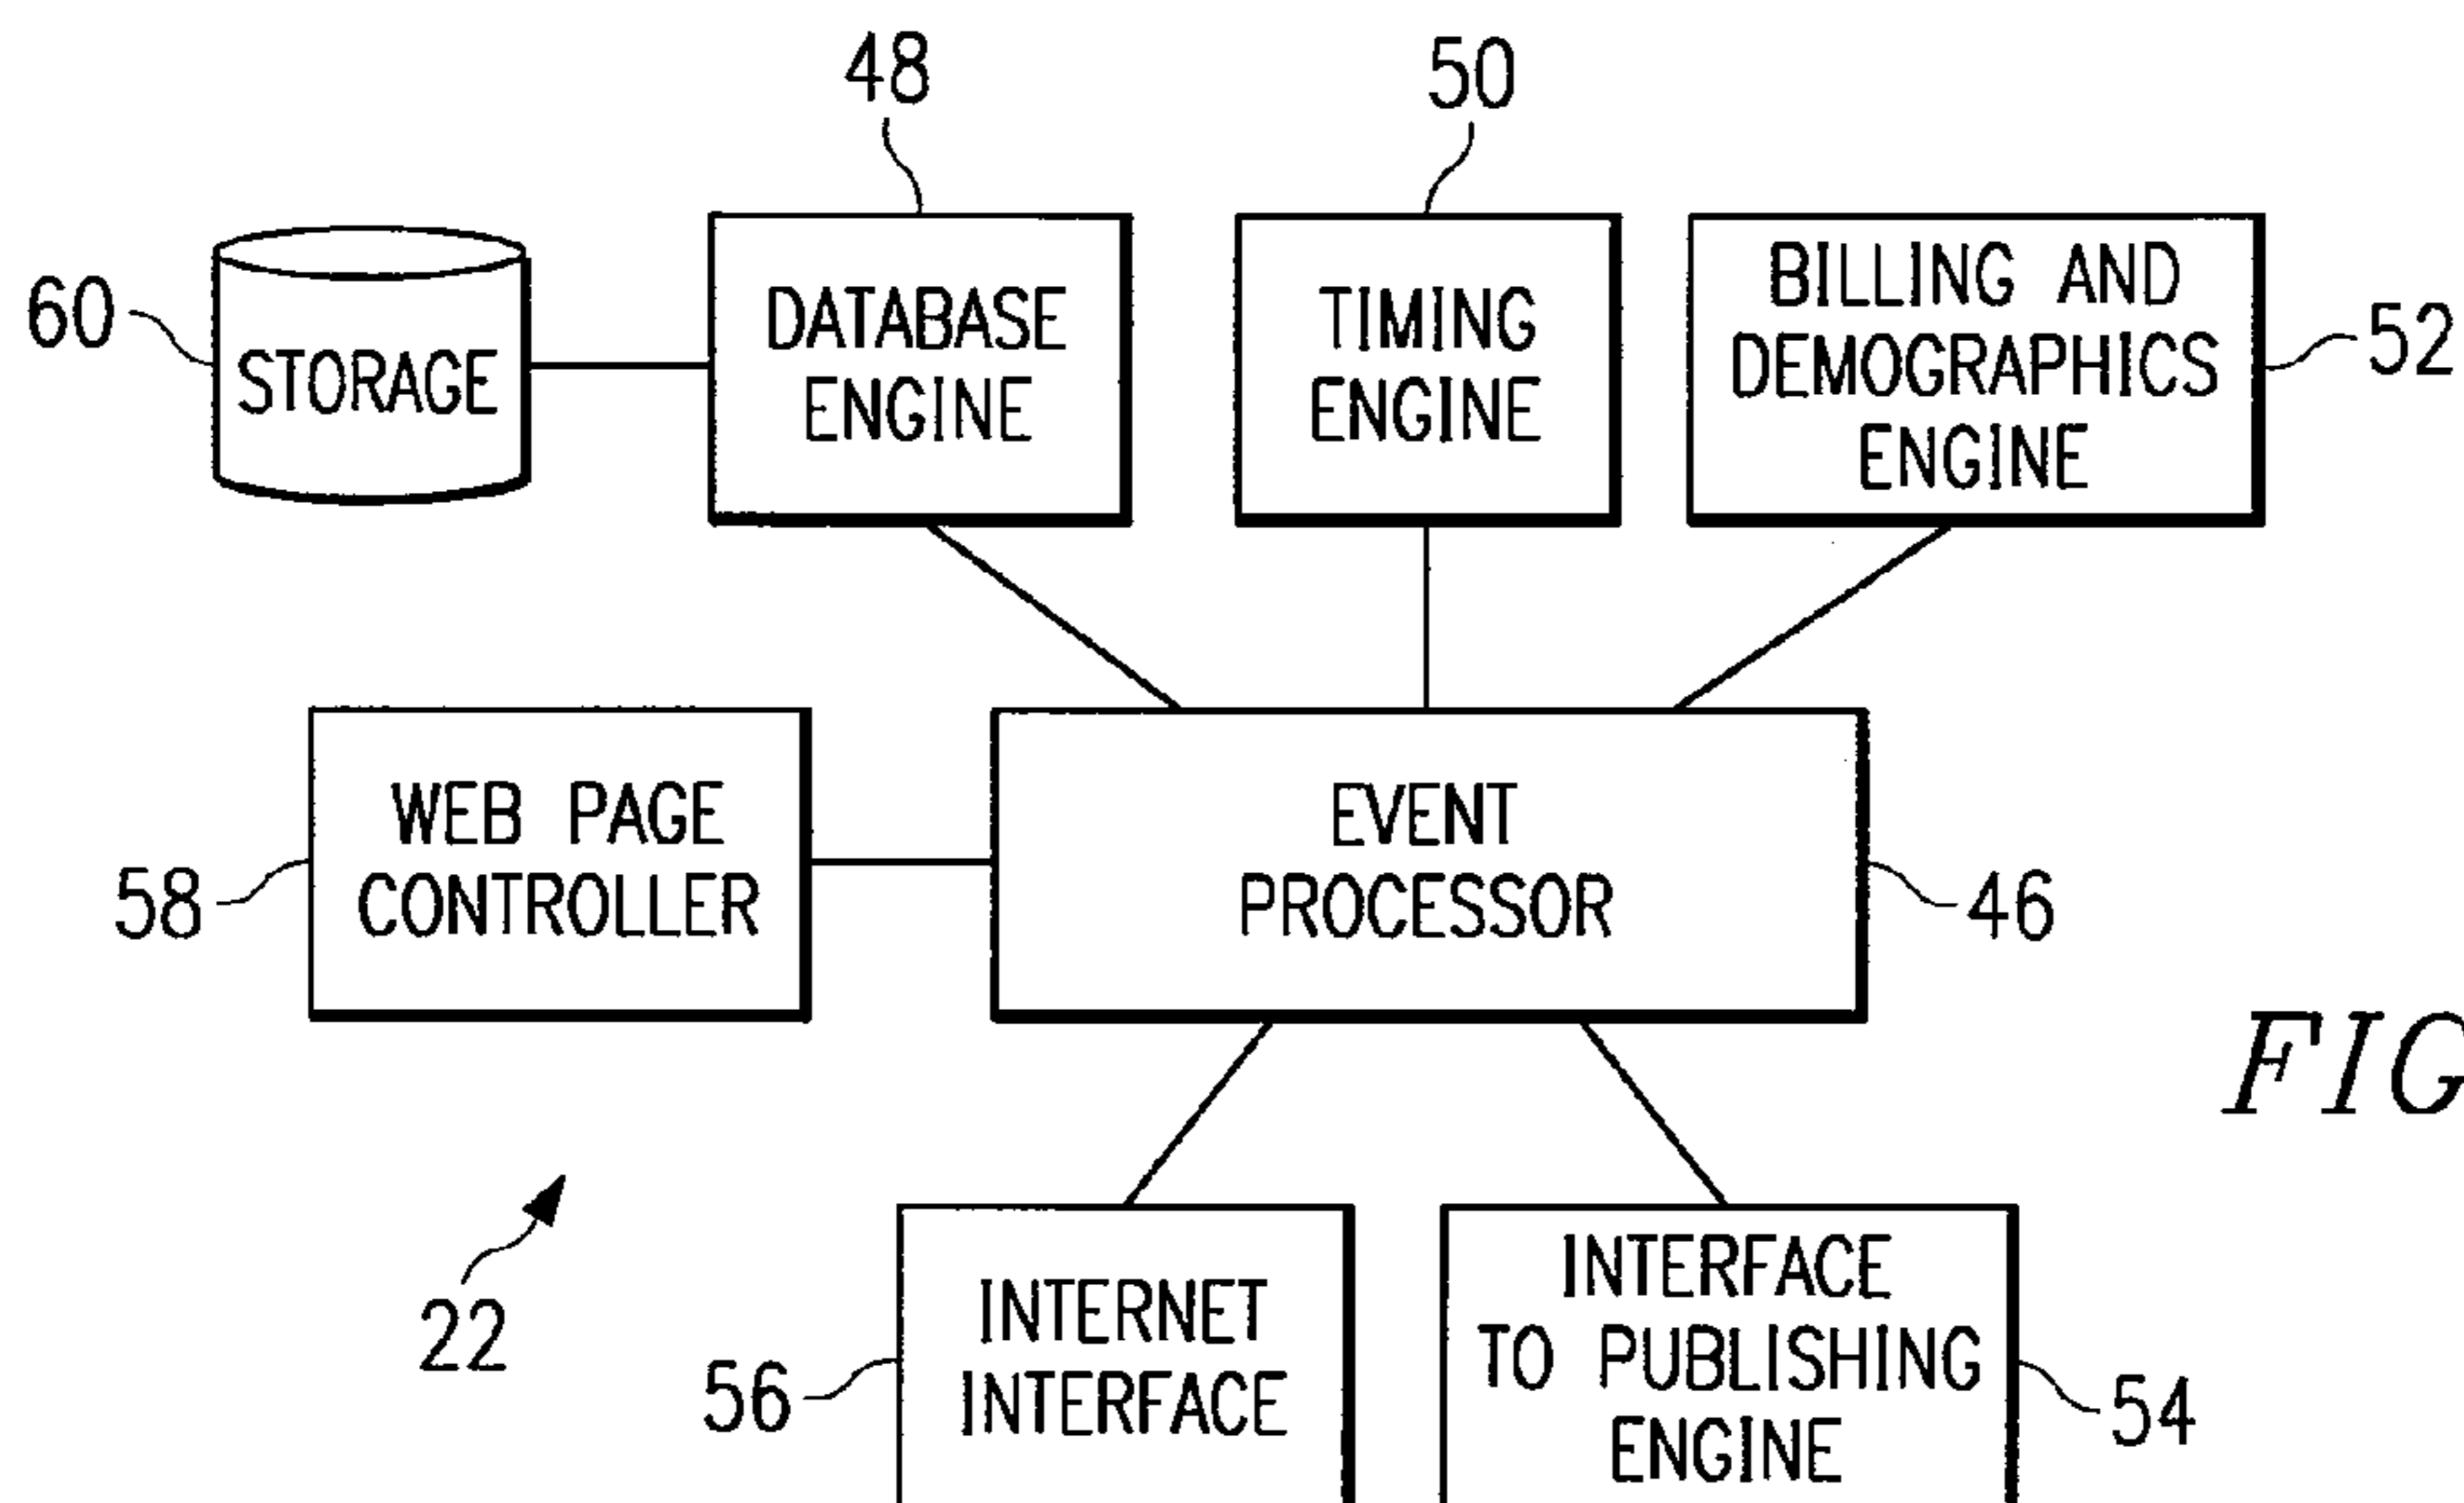 48
50
60
STORAGE
DATABASE
ENGINE
TIMING
ENGINE
BILLING AND
DEMOGRAPHICS
ENGINE
52
58
WEB PAGE
CONTROLLER
EVENT
PROCESSOR
46
FIG
22
56
INTERNET
INTERFACE
INTERFACE
TO PUBLISHING
ENGINE
54